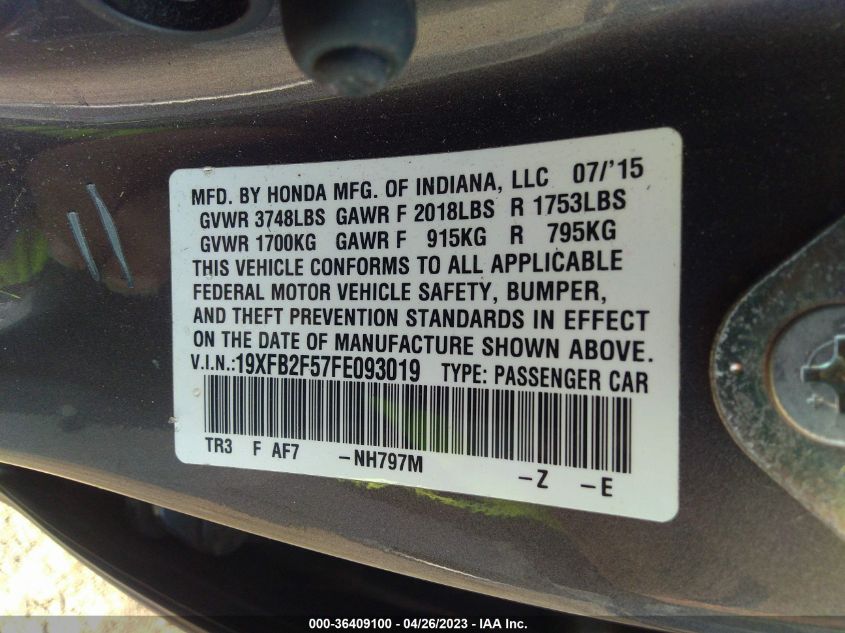 MFD. BY HONDA MFG. OF INDIANA, LLC 07/'15
GVWR 3748LBS GAWR F 2018LBS R 1753LBS
GVWR 1700KG GAWR F 915KG R 795KG
THIS VEHICLE CONFORMS TO ALL APPLICABLE
FEDERAL MOTOR VEHICLE SAFETY, BUMPER,
AND THEFT PREVENTION STANDARDS IN EFFECT
ON THE DATE OF MANUFACTURE SHOWN ABOVE.
V.I.N.:19XFB2F57FE093019 TYPE: PASSENGER CAR
TR3 F AF7 –NH797M –Z –E
000-36409100 - 04/26/2023 - IAA Inc.